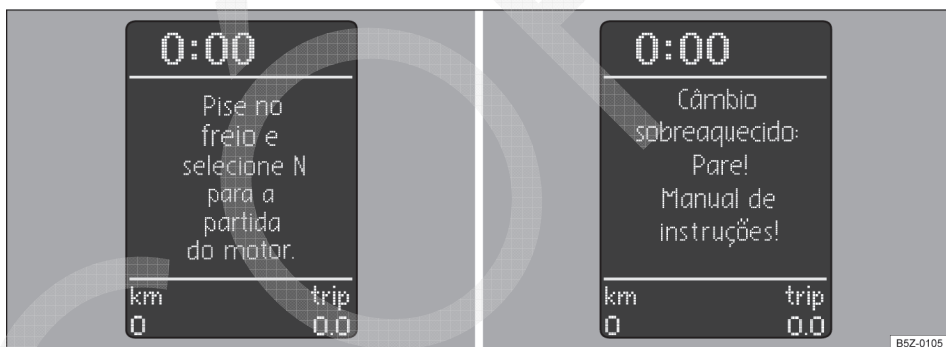 0:00
Pise no
freio e
selecione N
para a
partida
do motor.
km trip
0 0.0
0:00
Câmbio
sobreaquecido:
Pare!
Manual de
instruções!
km trip
0 0.0
B5Z-0105